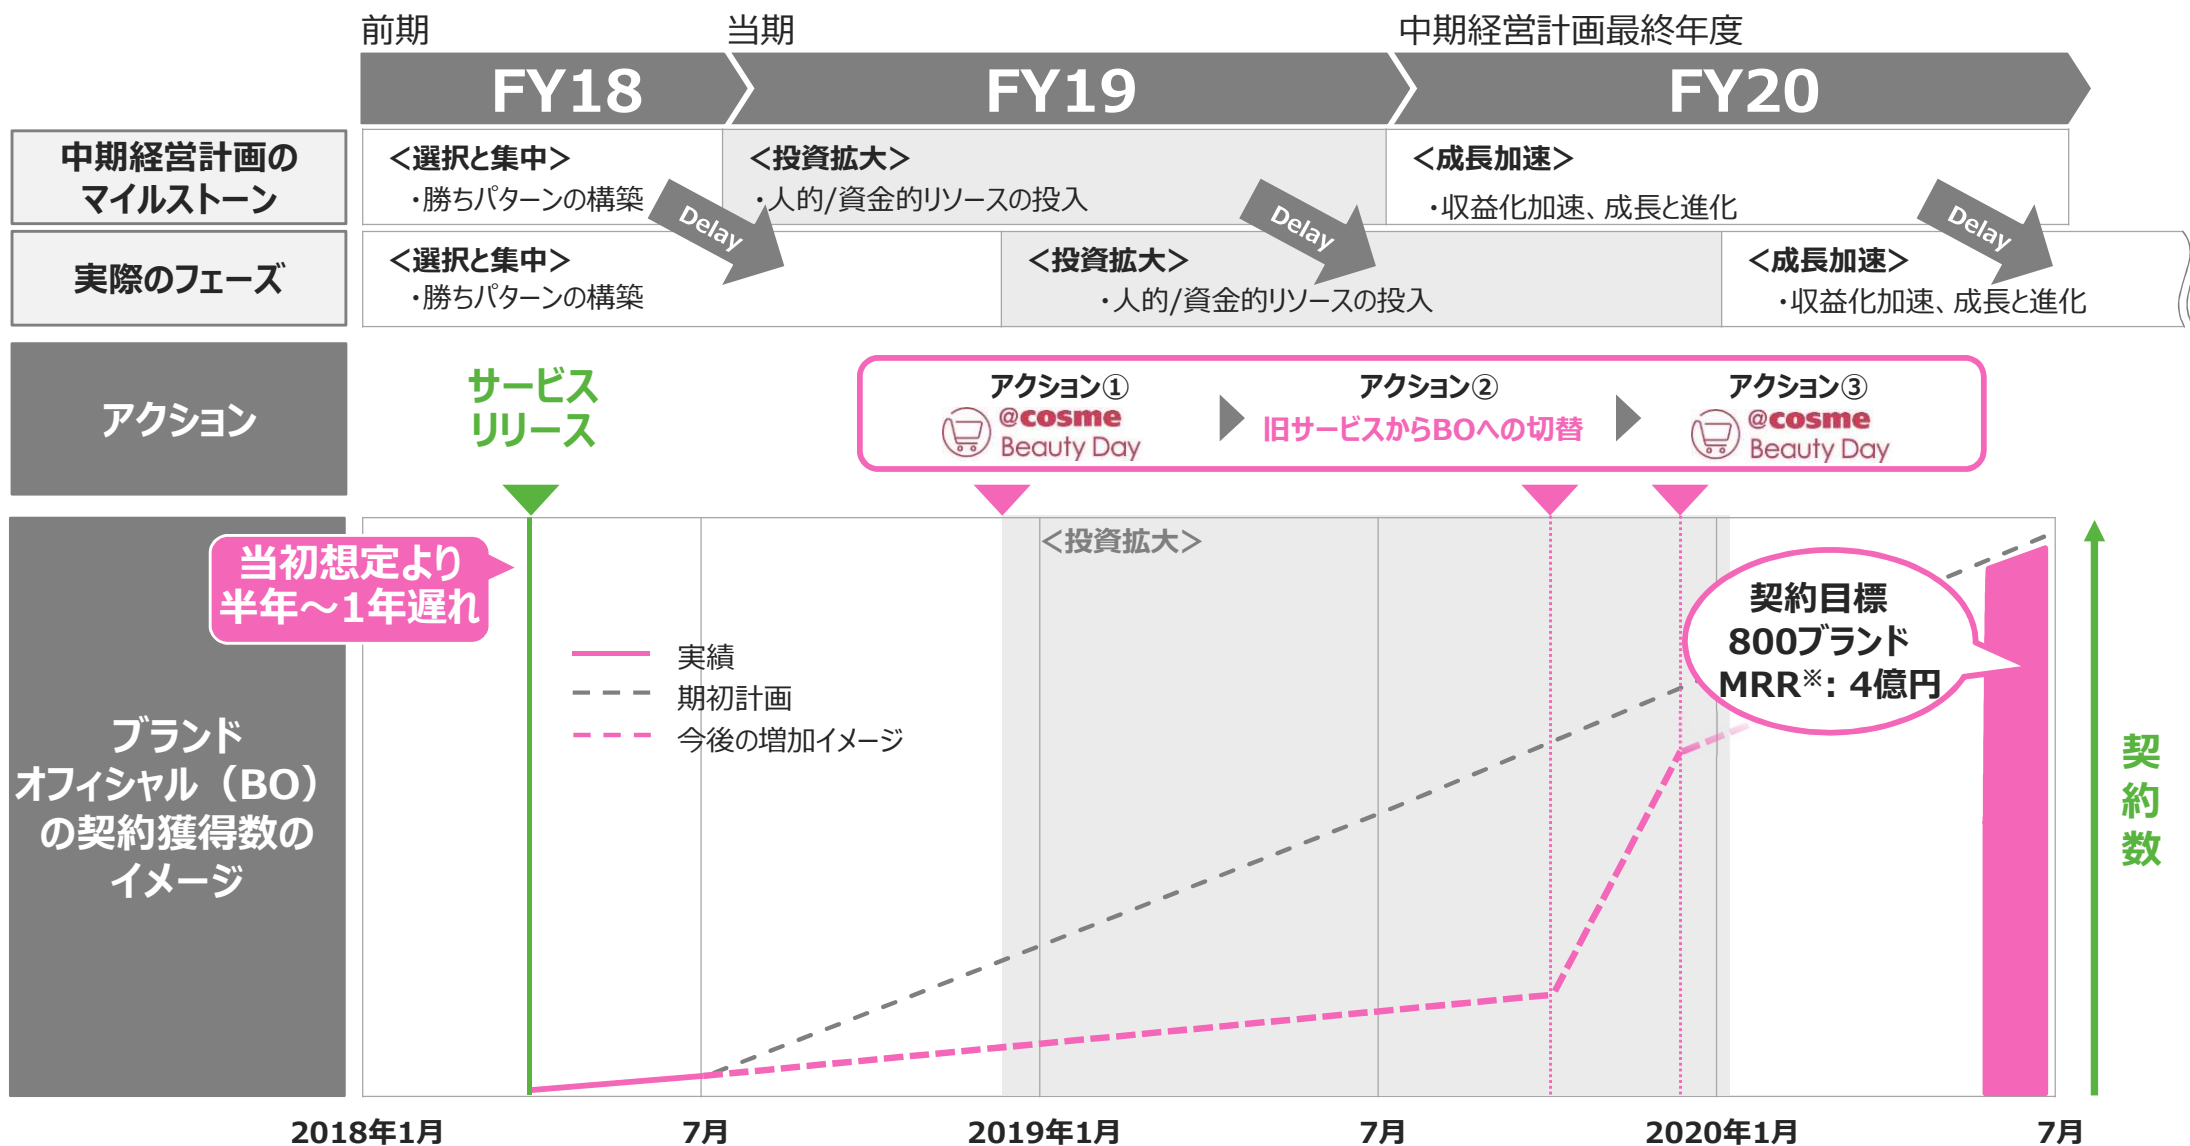 前期
当期
中期経営計画最終年度
FY18
FY19
FY20
中期経営計画の
マイルストーン
<選択と集中>
・勝ちパターンの構築
Delay
<投資拡大>
・人的/資金的リソースの投入
Delay
<成長加速>
・収益化加速、成長と進化
Delay
実際のフェーズ
<選択と集中>
・勝ちパターンの構築
<投資拡大>
・人的/資金的リソースの投入
<成長加速>
・収益化加速、成長と進化
アクション
サービス
リリース
アクション①
@cosme
Beauty Day
アクション②
旧サービスからBOへの切替
アクション③
@cosme
Beauty Day
ブランド
オフィシャル（BO）
の契約獲得数の
イメージ
当初想定より
半年～1年遅れ
<投資拡大>
実績
期初計画
今後の増加イメージ
契約目標
800ブランド
MRR※: 4億円
契約数
2018年1月
7月
2019年1月
7月
2020年1月
7月